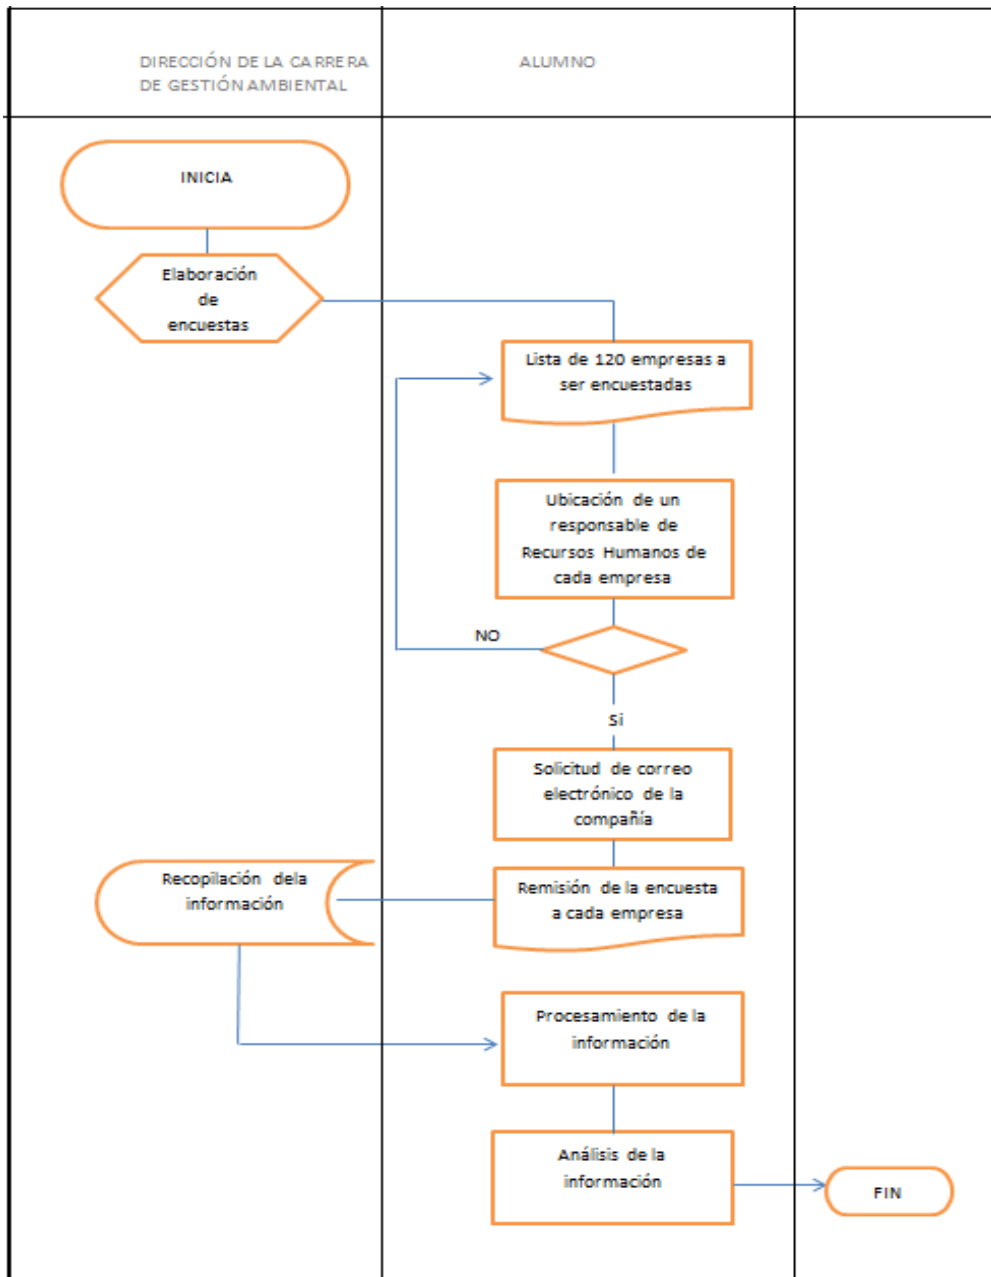 DIRECCIÓN DE LA CARRERA
DE GESTIÓN AMBIENTAL
ALUMNO
INICIA
Elaboración
de
encuestas
Lista de 120 empresas a
ser encuestadas
Ubicación de un
responsable de
Recursos Humanos de
cada empresa
NO
Si
Solicitud de correo
electrónico de la
compañía
Recopilación dela
información
Remisión de la encuesta
a cada empresa
Procesamiento de la
información
Análisis de la
información
FIN